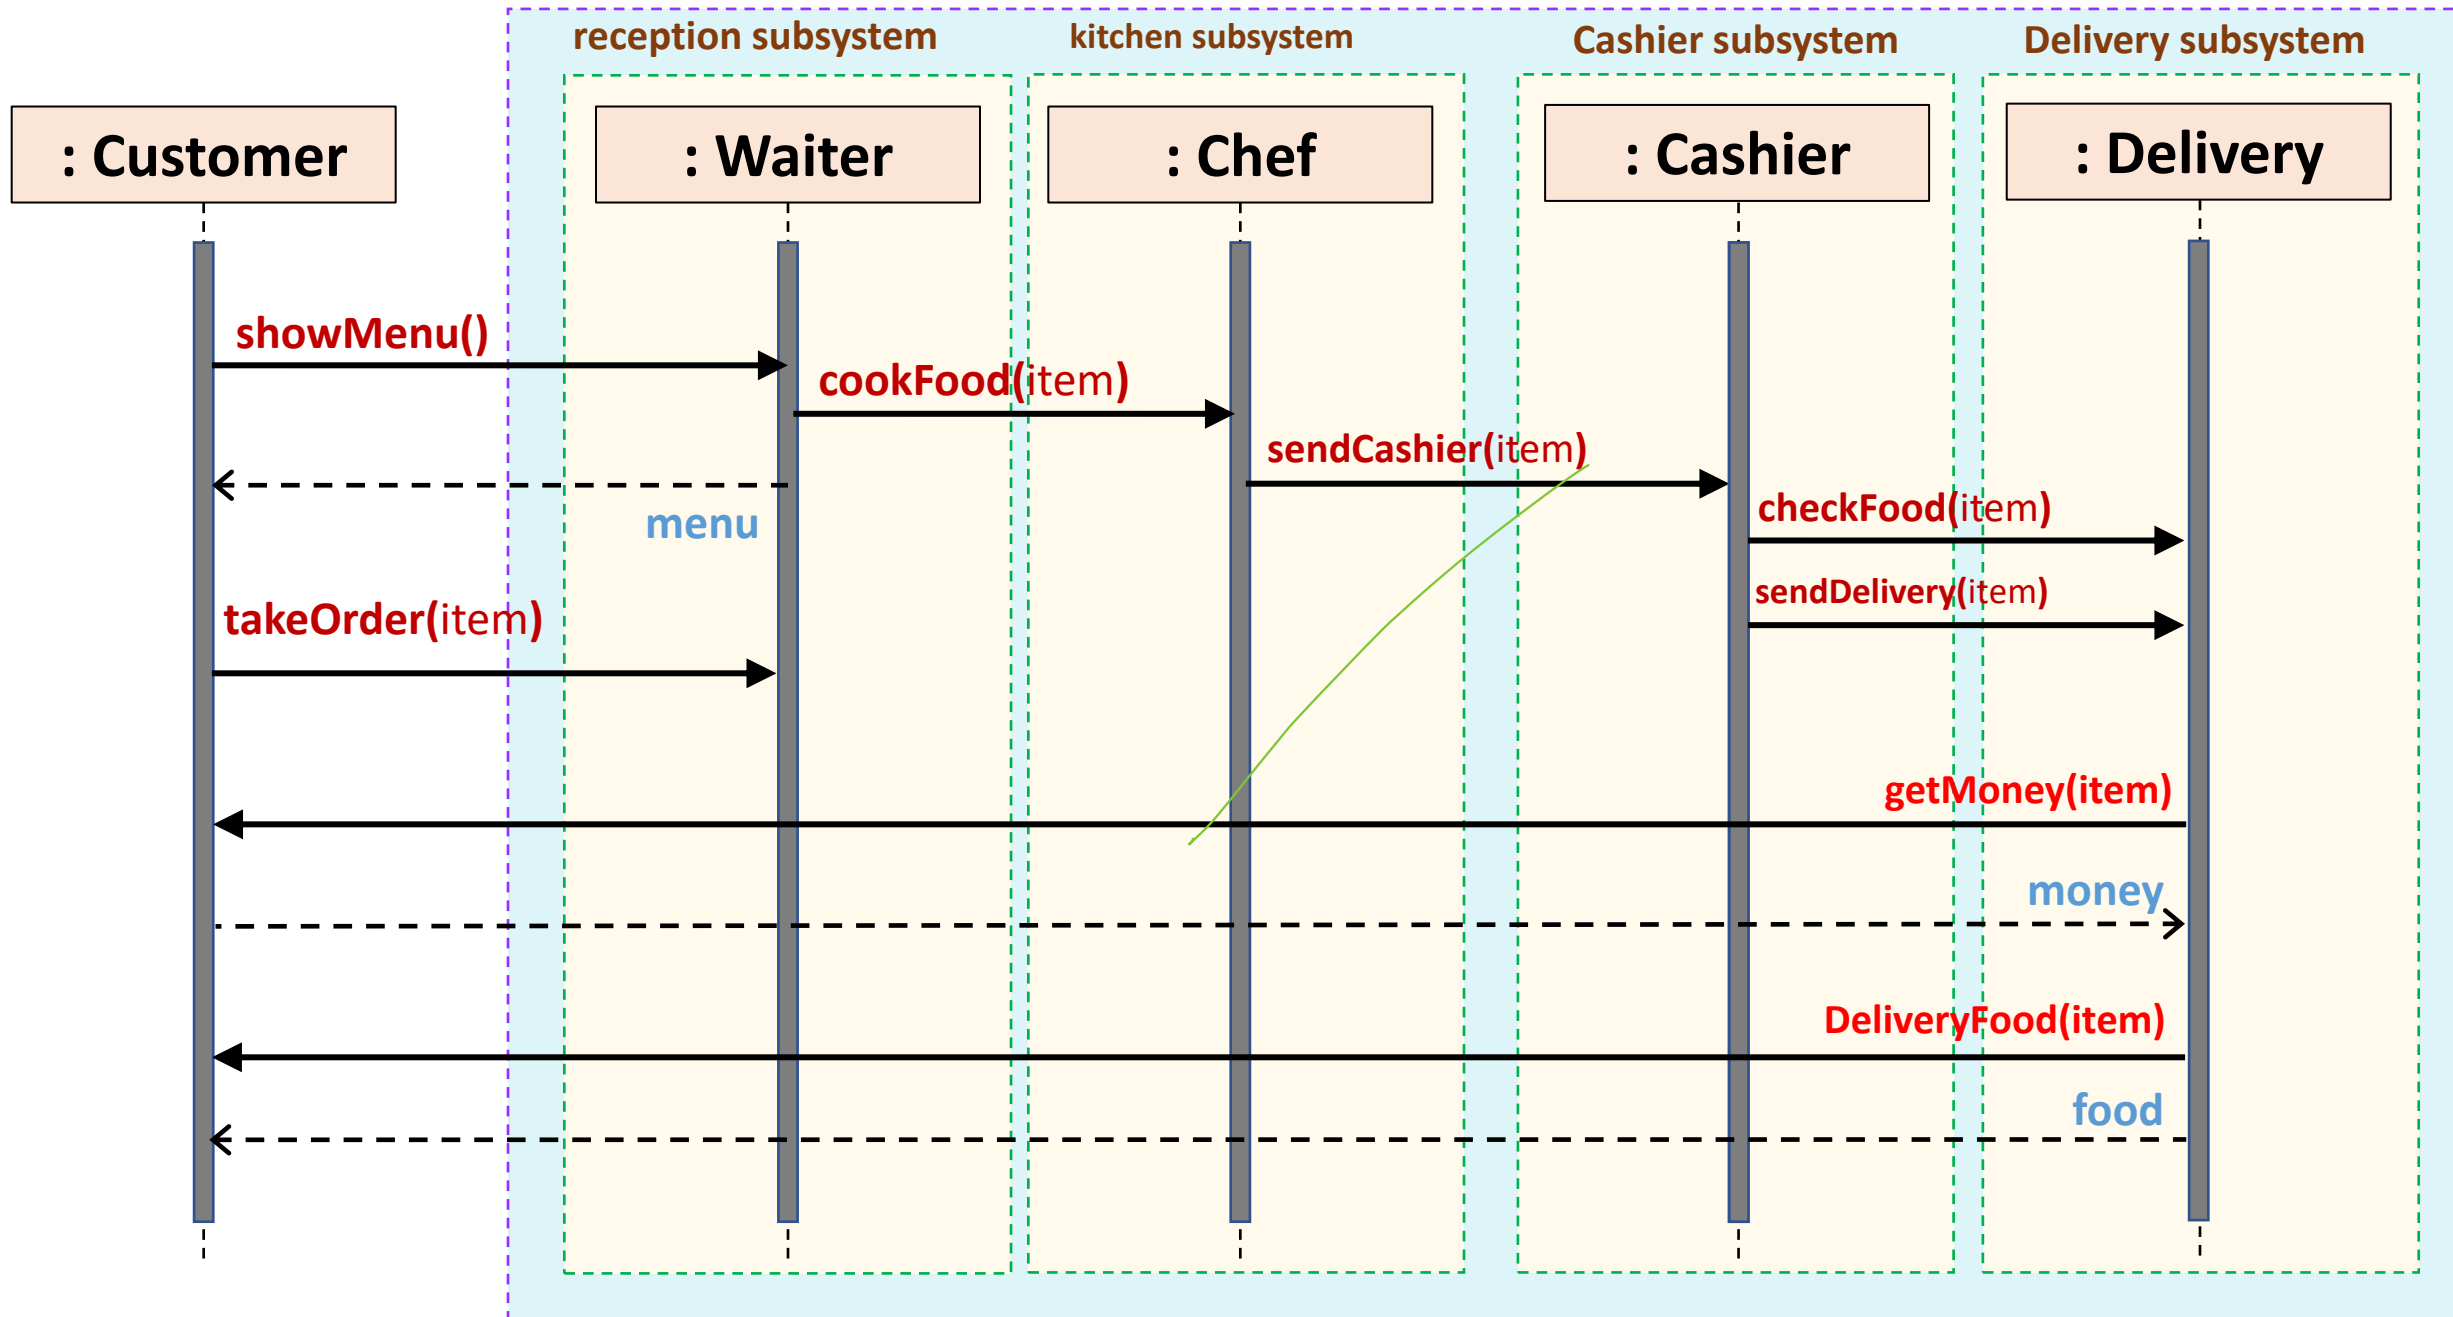 reception subsystem
kitchen subsystem
Cashier subsystem
Delivery subsystem
: Customer
: Waiter
: Chef
: Cashier
: Delivery
showMenu()
cookFood(item)
sendCashier(item)
menu
checkFood(item)
sendDelivery(item)
takeOrder(item)
getMoney(item)
money
DeliveryFood(item)
food